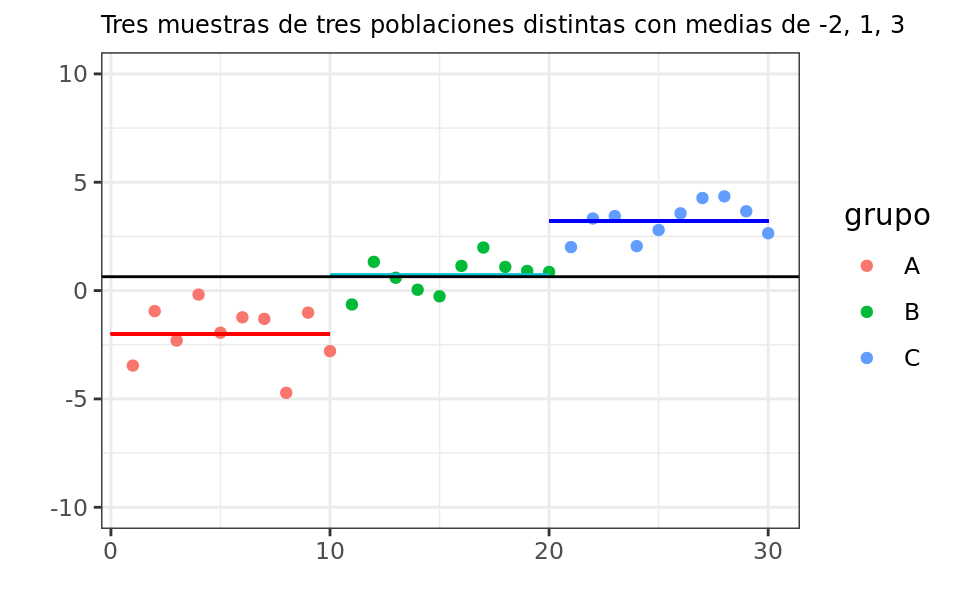 Tres muestras de tres poblaciones distintas con medias de -2, 1, 3
10
5
0
-5
-10
0 10 20 30
grupo
A
B
C